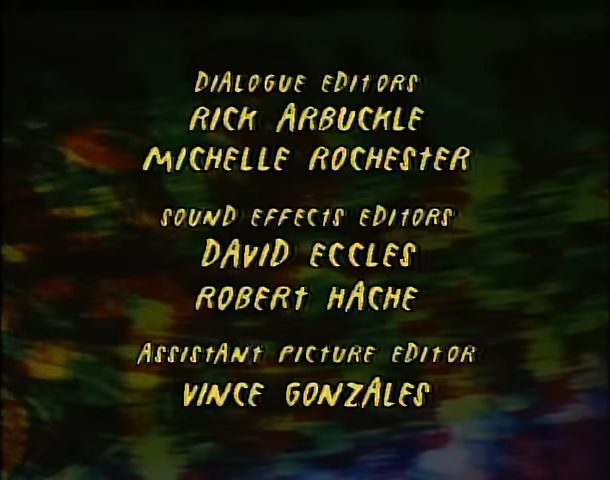 DIALOGUE EDITORS
RICK ARBUCKLE
MICHELLE ROCHESTER
SOUND EFFECTS EDITORS
DAVID ECCLES
ROBERT HACHE
ASSISTANT PICTURE EDITOR
VINCE GONZALES